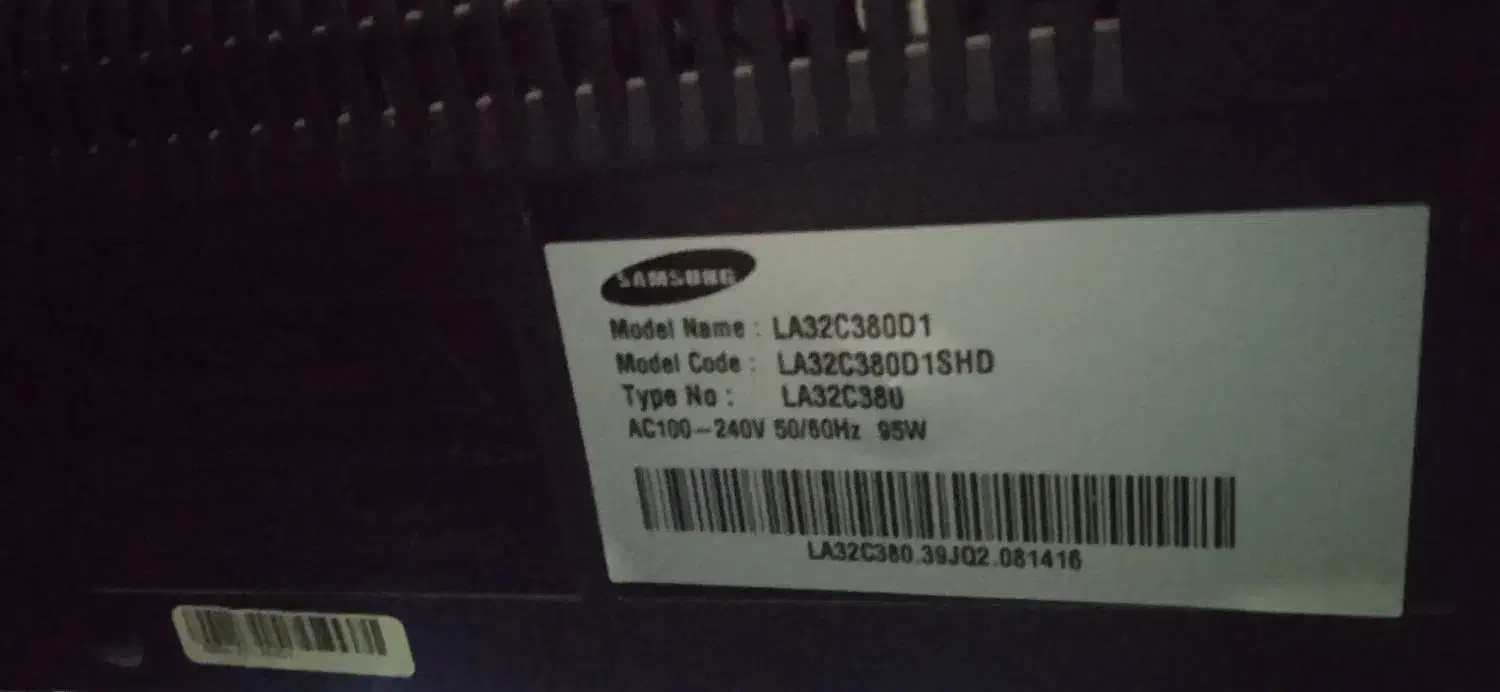 SAMSUNG
Model Name : LA32C380D1
Model Code : LA32C380D1SHD
Type No : LA32C380
AC100-240V 50/60Hz 95W
LA32C380.39JQ2.081416